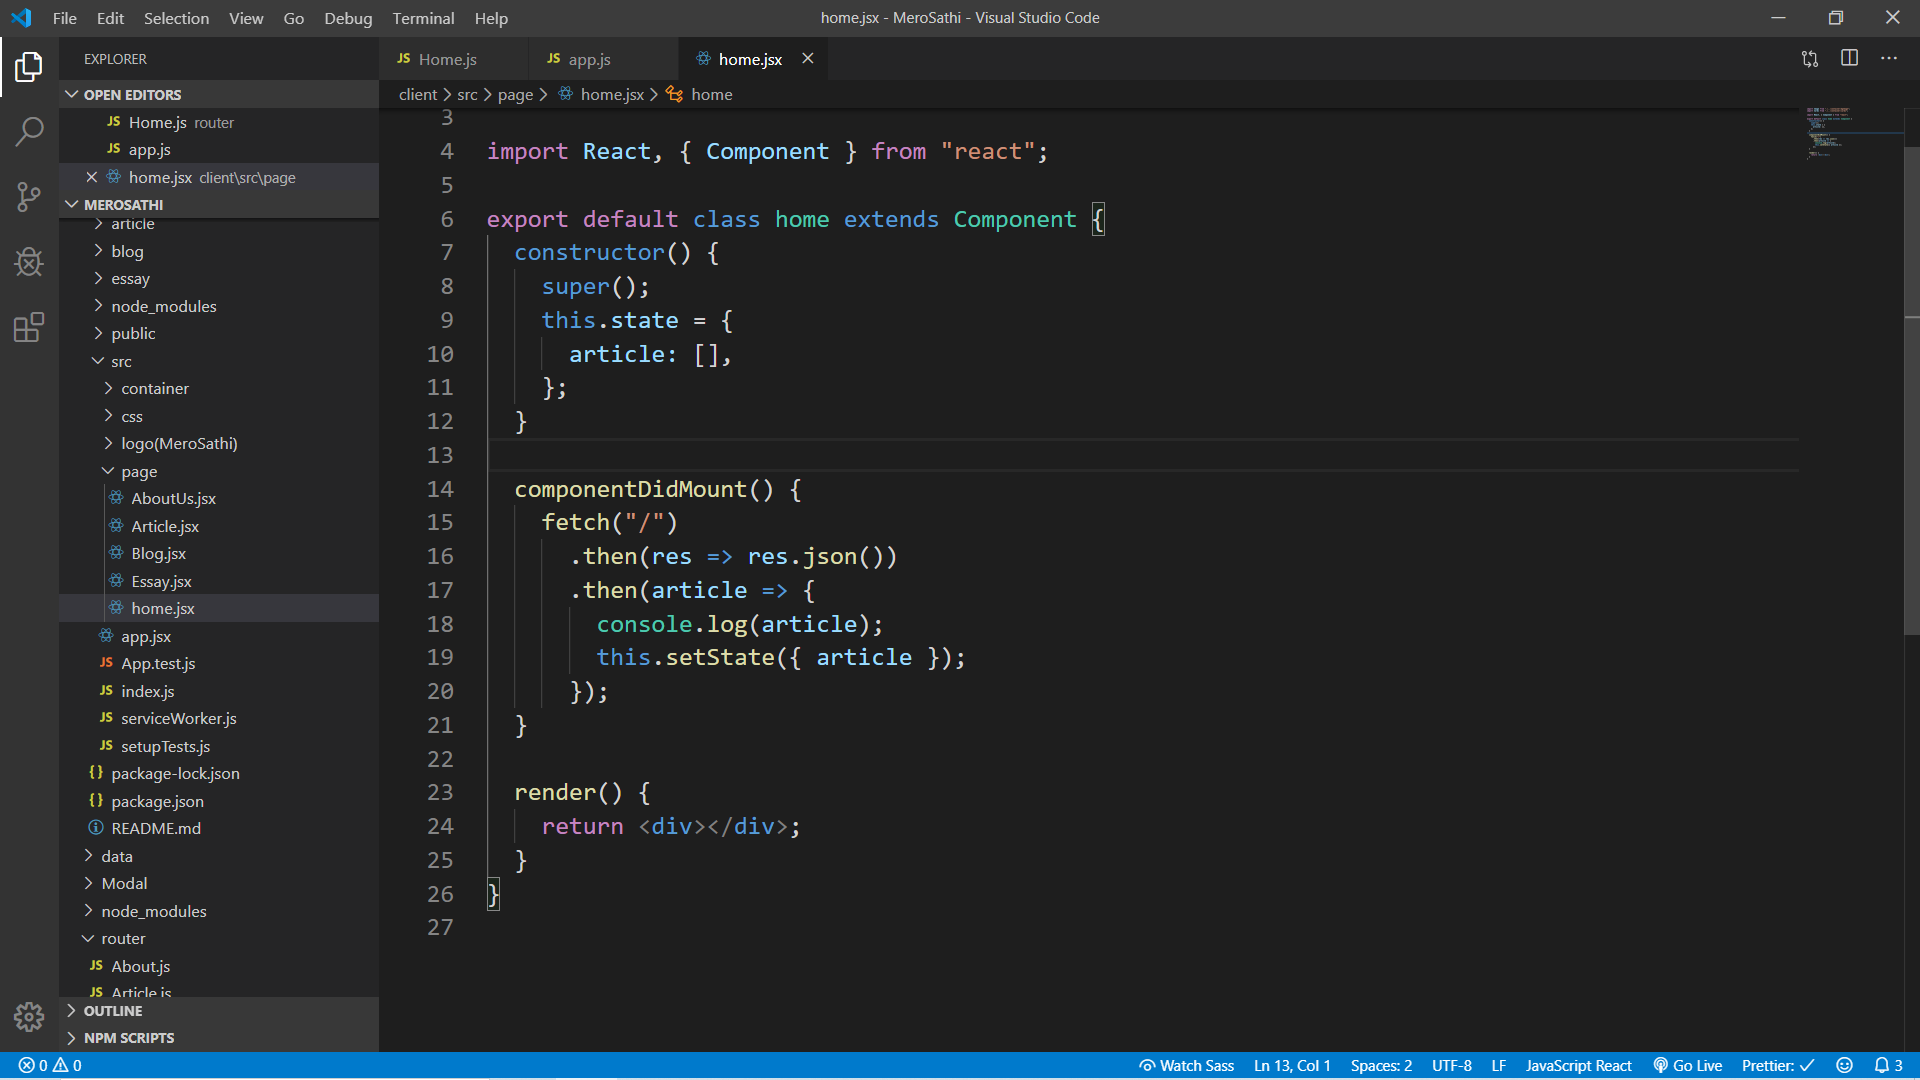 File Edit Selection View Go Debug Terminal Help
home.jsx - MeroSathi - Visual Studio Code
EXPLORER
OPEN EDITORS
JS Home.js router
JS app.js
home.jsx client\src\page
MEROSATHI
article
blog
essay
node_modules
public
src
container
css
logo(MeroSathi)
page
AboutUs.jsx
Article.jsx
Blog.jsx
Essay.jsx
home.jsx
app.jsx
JS App.test.js
JS index.js
JS serviceWorker.js
JS setupTests.js
{} package-lock.json
{} package.json
README.md
data
Modal
node_modules
router
JS About.js
JS Article.js
OUTLINE
NPM SCRIPTS
JS Home.js
JS app.js
home.jsx
client > src > page > home.jsx > home
3
4 import React, { Component } from "react";
5
6 export default class home extends Component {
7 constructor() {
8 super();
9 this.state = {
10 article: [],
11 };
12 }
13
14 componentDidMount() {
15 fetch("/")
16 .then(res => res.json())
17 .then(article => {
18 console.log(article);
19 this.setState({ article });
20 });
21 }
22
23 render() {
24 return <div></div>;
25 }
26 }
27
0 0
Watch Sass Ln 13, Col 1 Spaces: 2 UTF-8 LF JavaScript React Go Live Prettier: ✓ 3